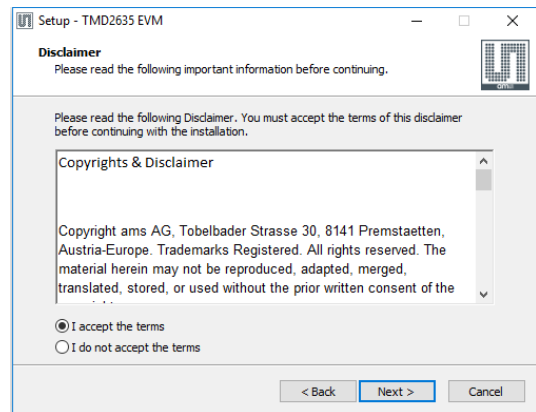 Setup - TMD2635 EVM
Disclaimer
Please read the following important information before continuing.
am
Please read the following Disclaimer. You must accept the terms of this disclaimer
before continuing with the installation.
Copyrights & Disclaimer
Copyright ams AG, Tobelbader Strasse 30, 8141 Premstaetten,
Austria-Europe. Trademarks Registered. All rights reserved. The
material herein may not be reproduced, adapted, merged,
translated, stored, or used without the prior written consent of the
I accept the terms
I do not accept the terms
< Back
Next >
Cancel